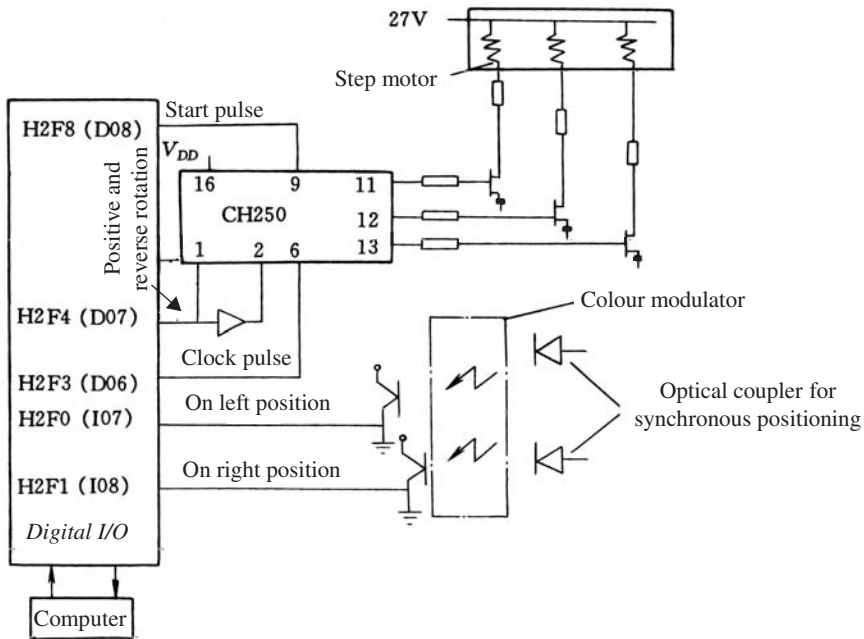 27V
Step motor
H2F8 (D08)
Start pulse
V_DD
16
9
11
CH250
12
13
1
2
6
Positive and
reverse rotation
H2F4 (D07)
Clock pulse
H2F3 (D06)
On left position
H2F0 (I07)
On right position
H2F1 (I08)
Digital I/O
Computer
Colour modulator
Optical coupler for
synchronous positioning